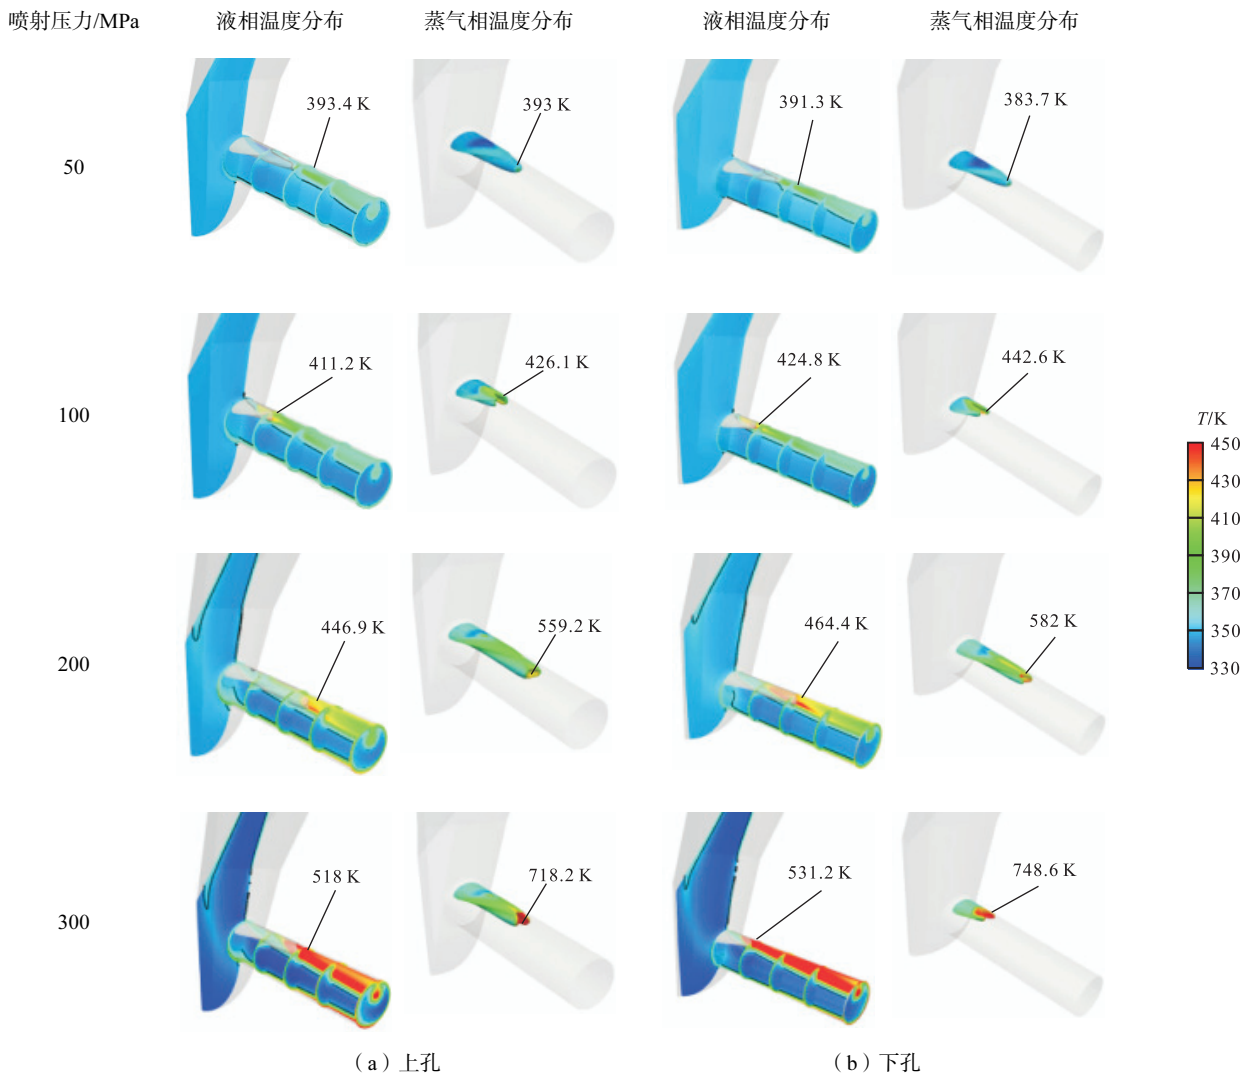 喷射压力/MPa 液相温度分布 蒸气相温度分布 液相温度分布 蒸气相温度分布
50 393.4 K 393 K 391.3 K 383.7 K
100 411.2 K 426.1 K 424.8 K 442.6 K
T/K
450
430
410
390
370
350
330
200 446.9 K 559.2 K 464.4 K 582 K
300 518 K 718.2 K 531.2 K 748.6 K
（a）上孔 （b）下孔